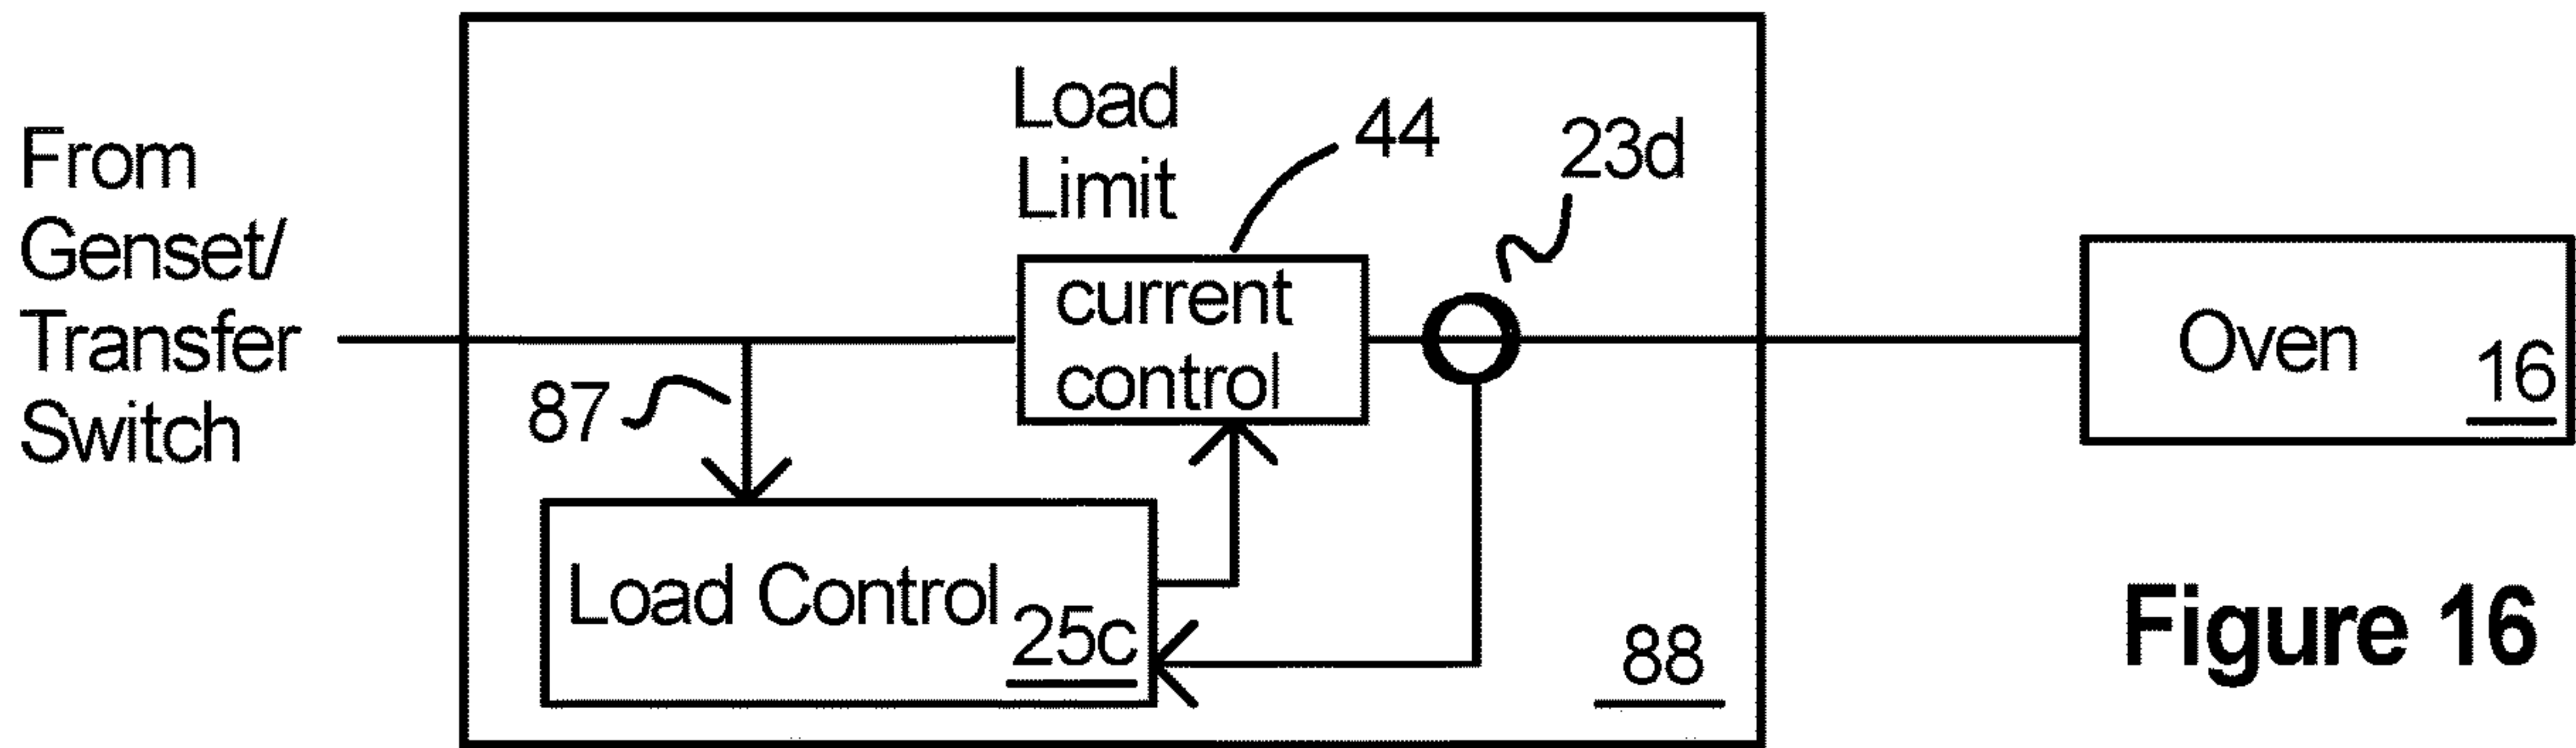 From
Genset/
Transfer
Switch
Load
Limit
44
23d
current
control
87
Load Control
25c
88
Oven
16
Figure 16